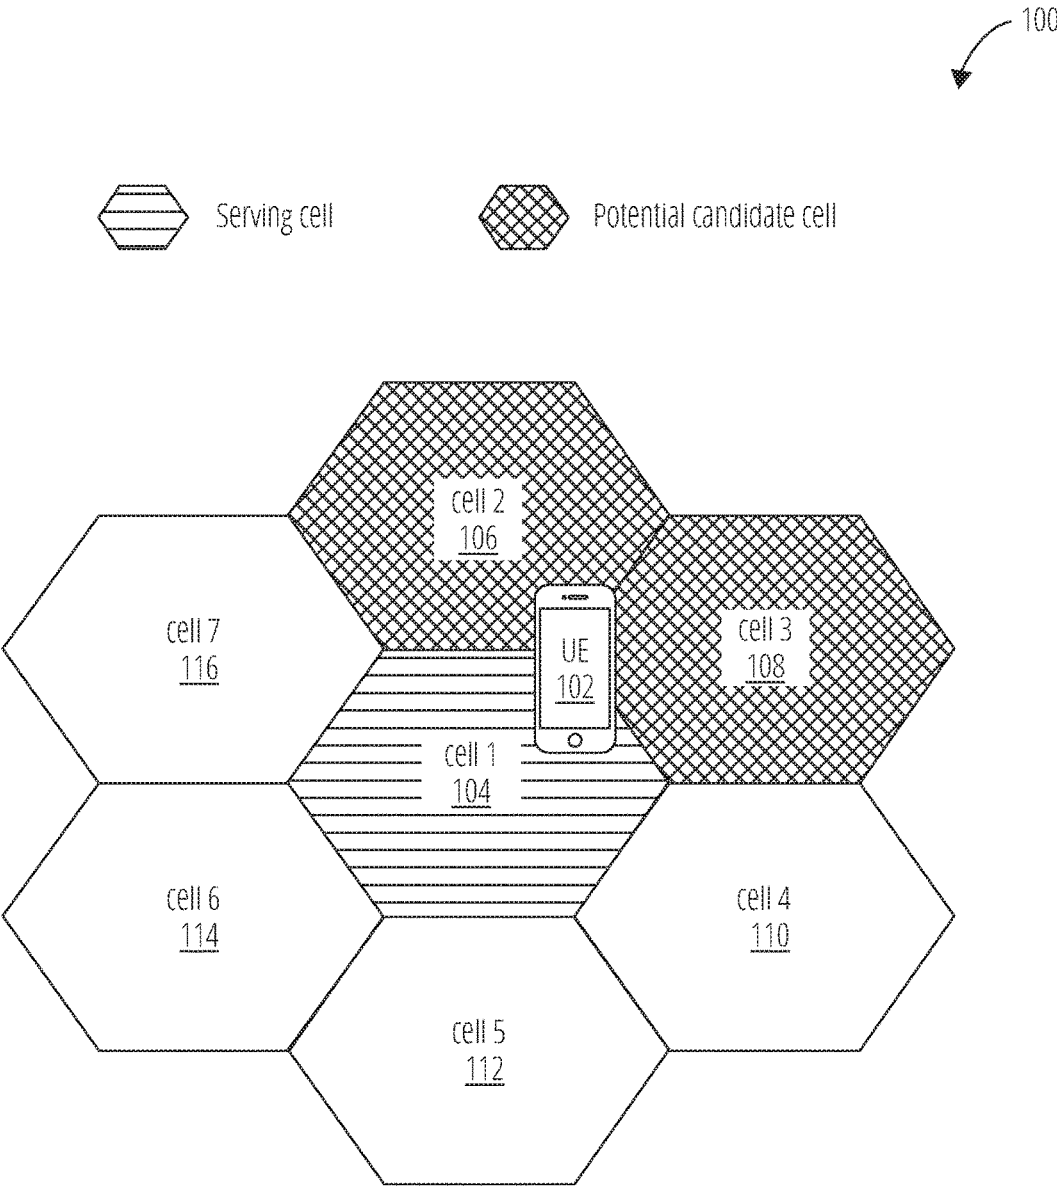 100
Serving cell
Potential candidate cell
cell 2
106
cell 7
116
cell 3
108
UE
102
cell 1
104
cell 6
114
cell 4
110
cell 5
112